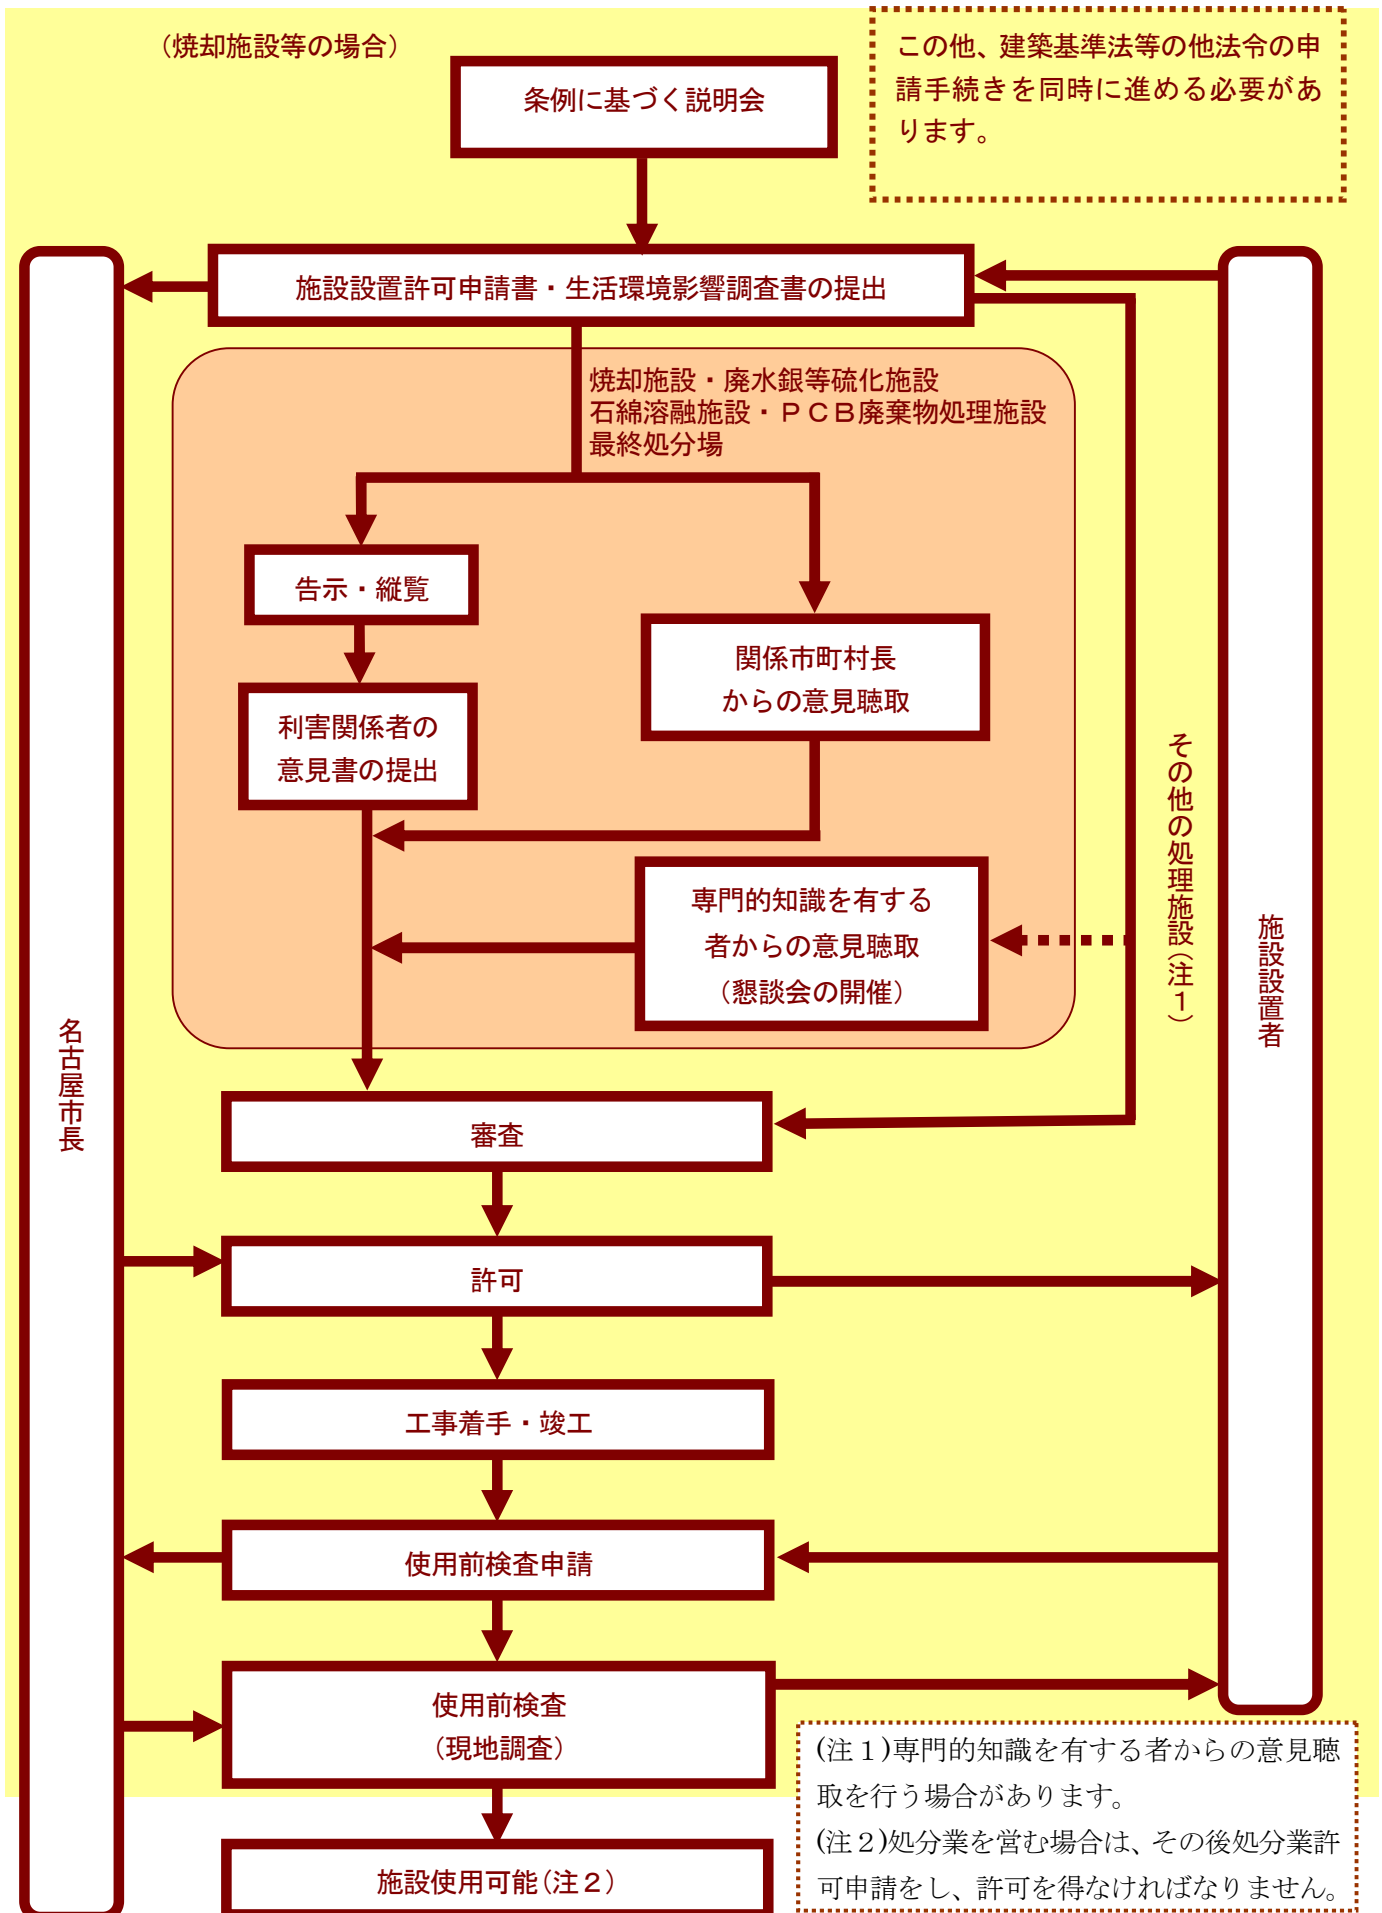 （焼却施設等の場合）
この他、建築基準法等の他法令の申
請手続きを同時に進める必要があ
ります。
条例に基づく説明会
施設設置許可申請書・生活環境影響調査書の提出
焼却施設・廃水銀等硫化施設
石綿溶融施設・ＰＣＢ廃棄物処理施設
最終処分場
告示・縦覧
関係市町村長
からの意見聴取
利害関係者の
意見書の提出
専門的知識を有する
者からの意見聴取
（懇談会の開催）
その他の処理施設（注１）
施設設置者
名古屋市長
審査
許可
工事着手・竣工
使用前検査申請
使用前検査
（現地調査）
施設使用可能（注２）
(注１)専門的知識を有する者からの意見聴
取を行う場合があります。
(注２)処分業を営む場合は、その後処分業許
可申請をし、許可を得なければなりません。